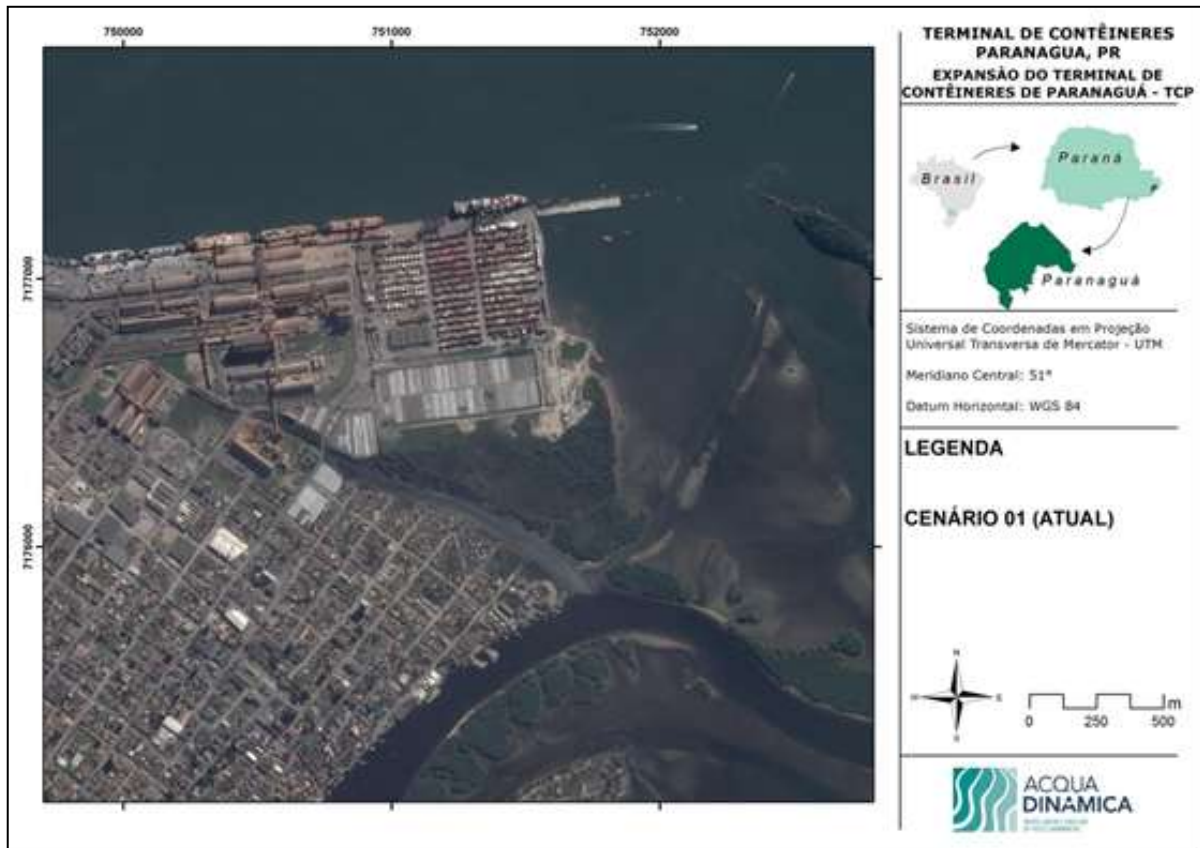 750000
751000
752000
7177000
7176000
TERMINAL DE CONTÊINERES
PARANAGUA, PR
EXPANSÃO DO TERMINAL DE
CONTÊINERES DE PARANAGUÁ - TCP
Brasil
Paraná
Paranaguá
Sistema de Coordenadas em Projeção
Universal Transversa de Mercator - UTM
Meridiano Central: 51°
Datum Horizontal: WGS 84
LEGENDA
CENÁRIO 01 (ATUAL)
N
0 250 500 m
ACQUA
DINAMICA